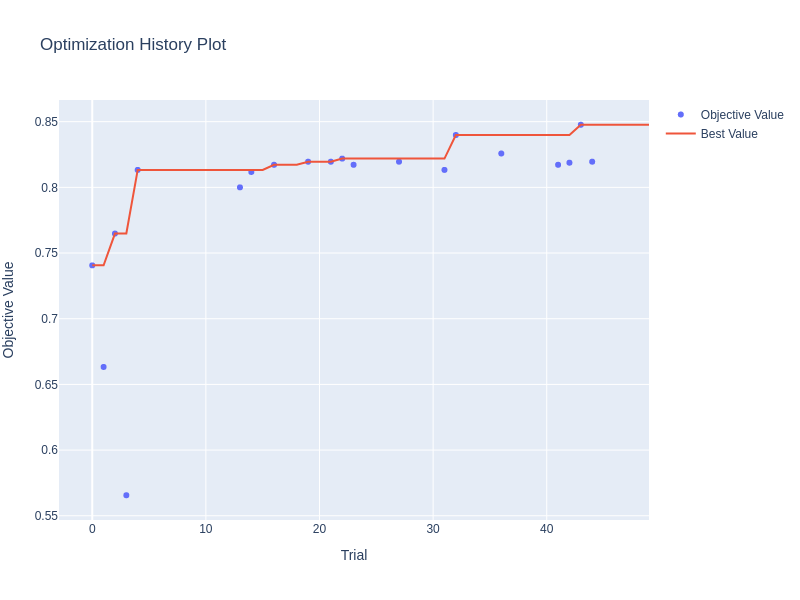 Optimization History Plot
Objective Value
Best Value
0.85
0.8
0.75
0.7
0.65
0.6
0.55
Objective Value
0
10
20
30
40
Trial